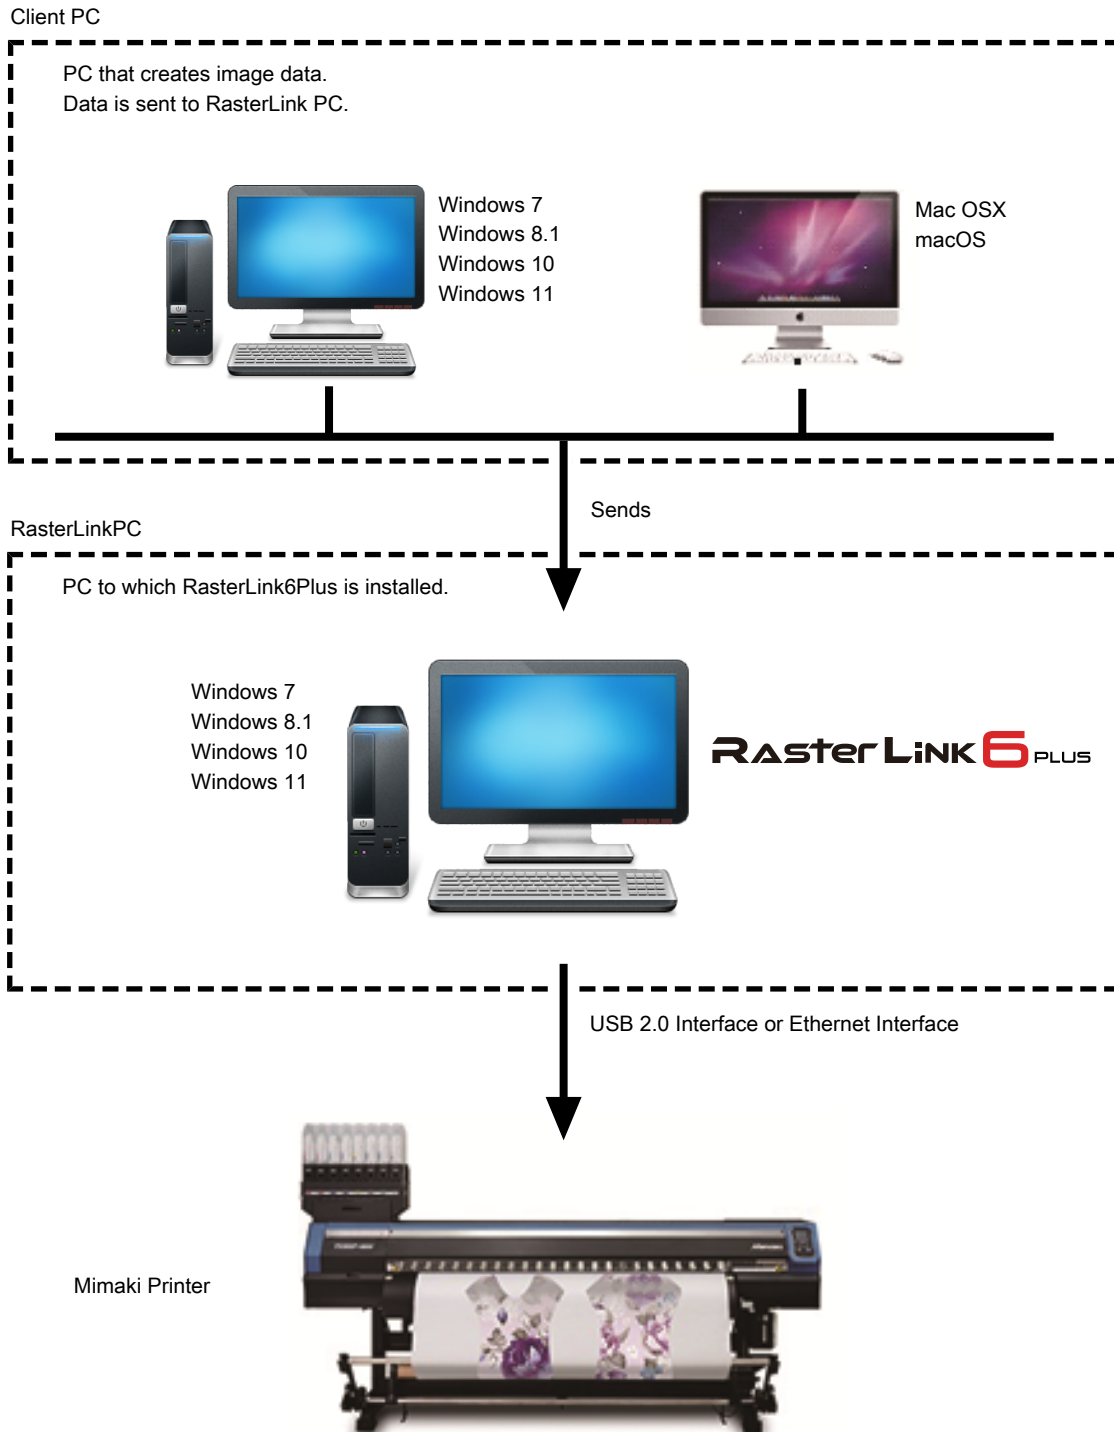 Client PC
PC that creates image data.
Data is sent to RasterLink PC.
Windows 7
Windows 8.1
Windows 10
Windows 11
Mac OSX
macOS
Sends
RasterLinkPC
PC to which RasterLink6Plus is installed.
Windows 7
Windows 8.1
Windows 10
Windows 11
RasterLink 6 PLUS
USB 2.0 Interface or Ethernet Interface
Mimaki Printer